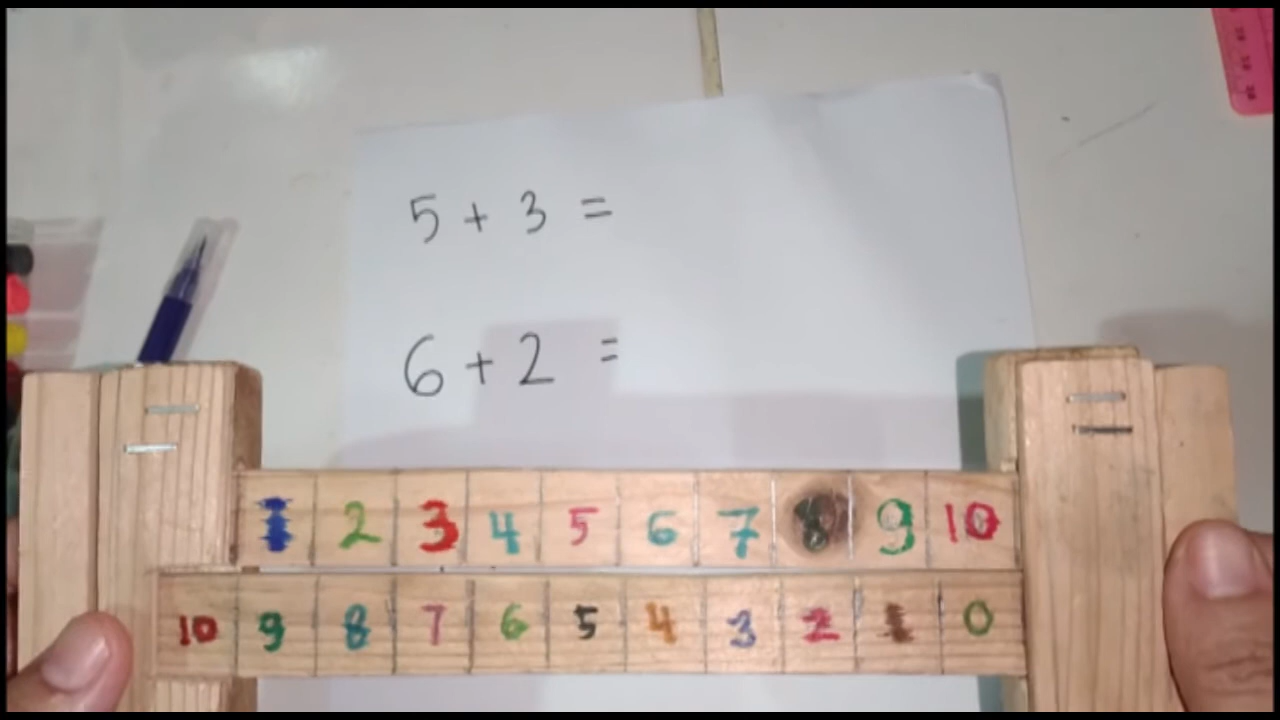 5 + 3 =
6 + 2 =
1 2 3 4 5 6 7 8 9 10
10 9 8 7 6 5 4 3 2 1 0